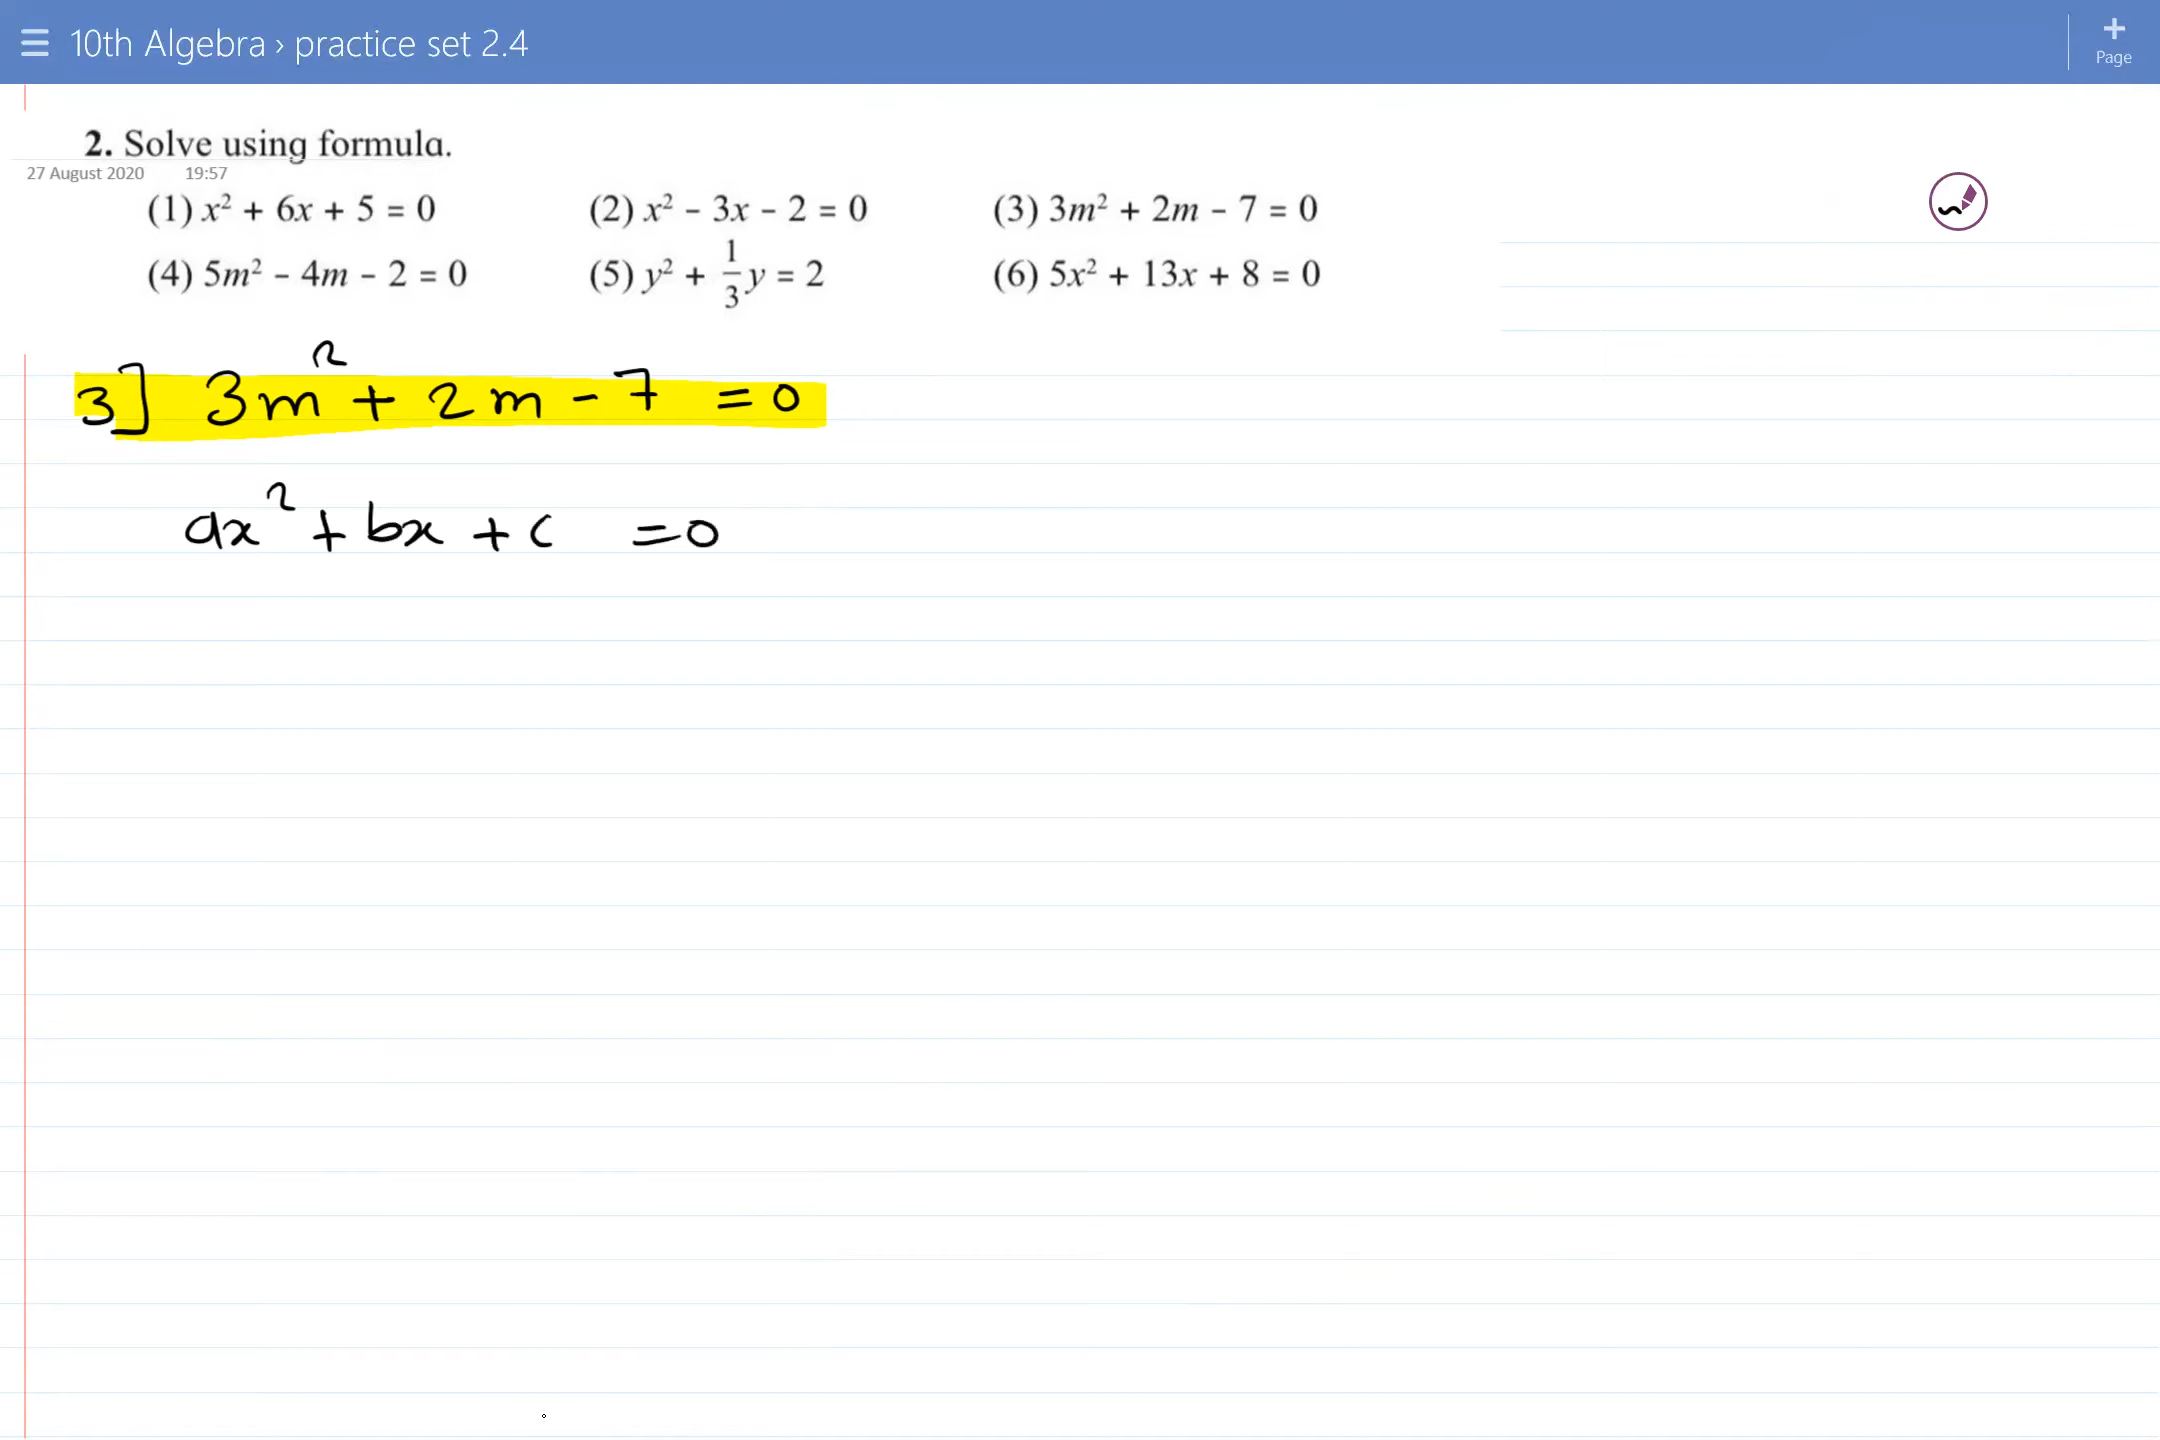 10th Algebra › practice set 2.4
Page
2. Solve using formula.
27 August 2020 19:57
(1) x² + 6x + 5 = 0 (2) x² − 3x − 2 = 0 (3) 3m² + 2m − 7 = 0
(4) 5m² − 4m − 2 = 0 (5) y² + 1/3 y = 2 (6) 5x² + 13x + 8 = 0
3] 3m² + 2m − 7 = 0
ax² + bx + c = 0